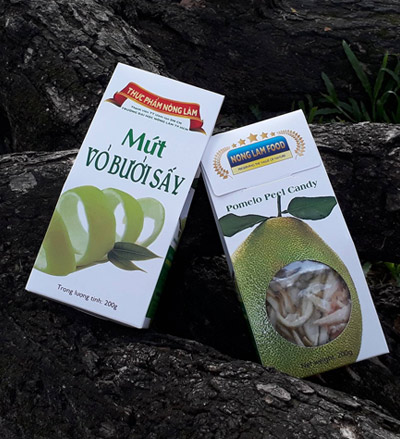 THỰC PHẨM NÔNG LÂM
Mứt
VỎ BƯỞI SẤY
Trọng lượng tịnh: 200g
NONG LAM FOOD
Pomelo Peel Candy
Net weight: 200g